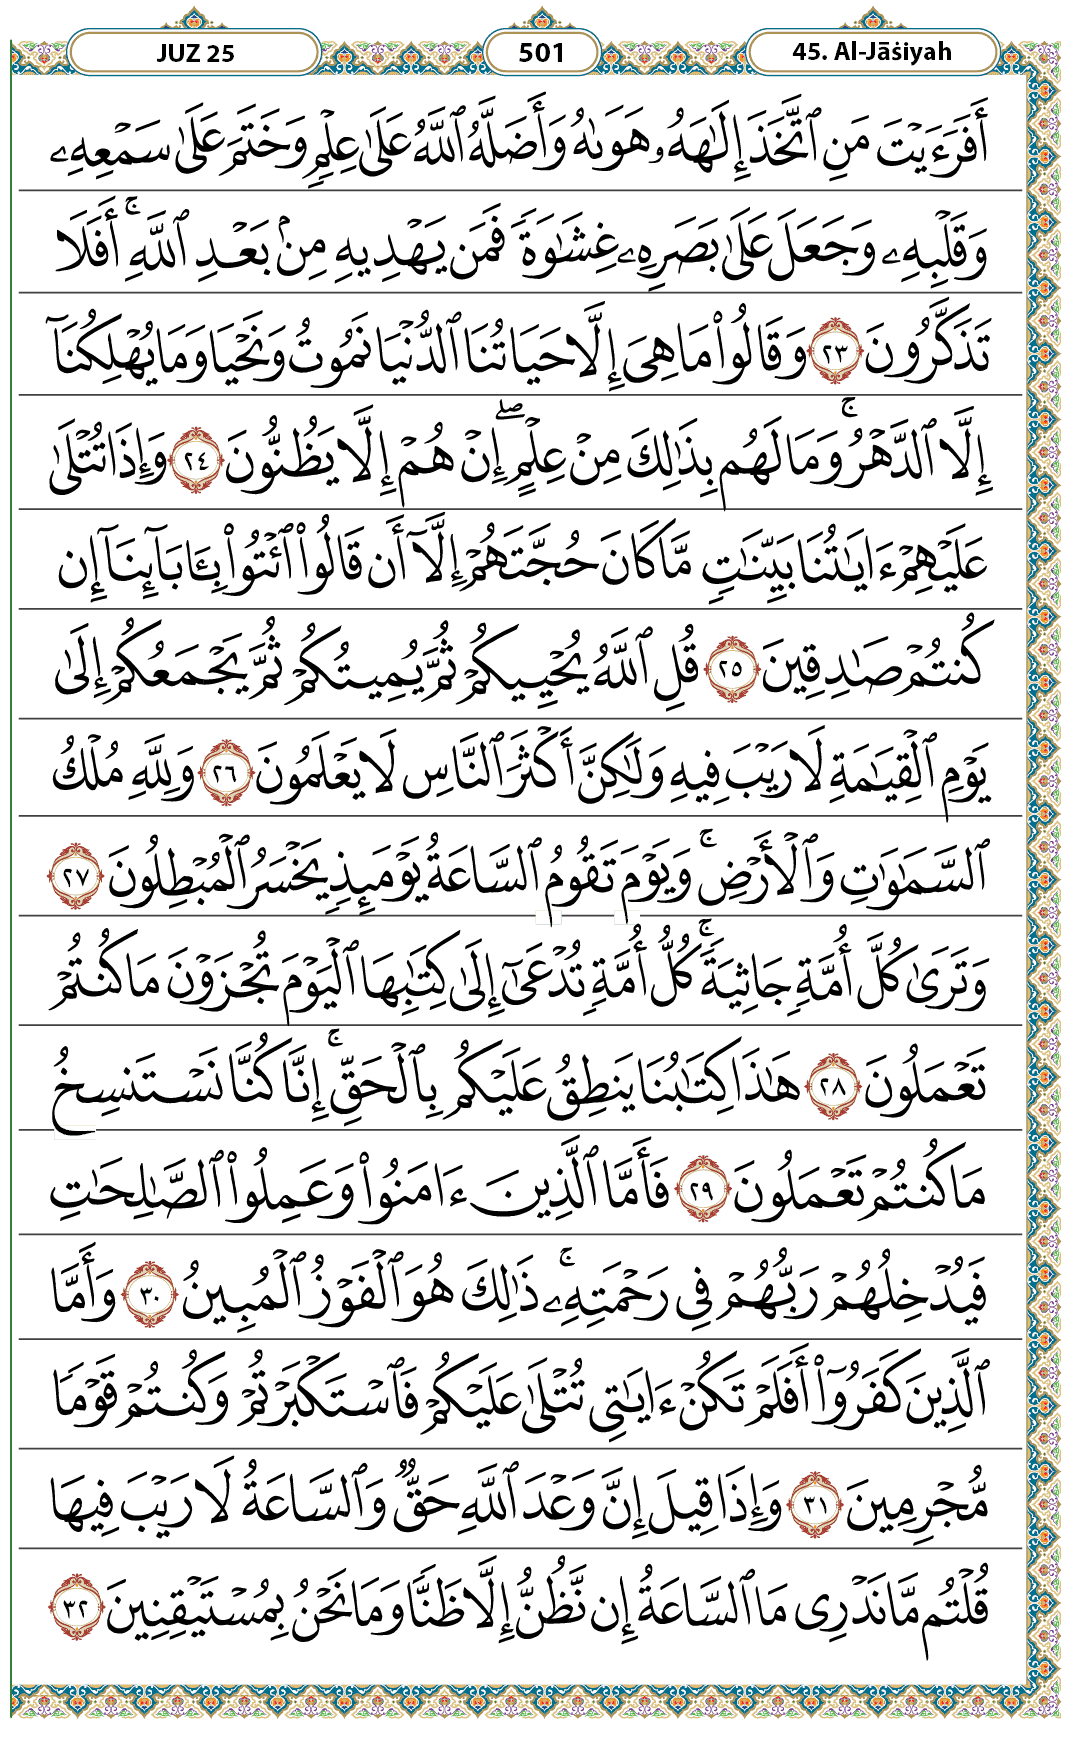 JUZ 25
501
45. Al-Jāṡiyah
أَفَرَءَيْتَ مَنِ ٱتَّخَذَ إِلَٰهَهُۥ هَوَىٰهُ وَأَضَلَّهُ ٱللَّهُ عَلَىٰ عِلْمٍ وَخَتَمَ عَلَىٰ سَمْعِهِۦ
وَقَلْبِهِۦ وَجَعَلَ عَلَىٰ بَصَرِهِۦ غِشَٰوَةً فَمَن يَهْدِيهِ مِنۢ بَعْدِ ٱللَّهِ ۚ أَفَلَا
تَذَكَّرُونَ ٢٣ وَقَالُوا۟ مَا هِىَ إِلَّا حَيَاتُنَا ٱلدُّنْيَا نَمُوتُ وَنَحْيَا وَمَا يُهْلِكُنَآ
إِلَّا ٱلدَّهْرُ ۚ وَمَا لَهُم بِذَٰلِكَ مِنْ عِلْمٍ ۖ إِنْ هُمْ إِلَّا يَظُنُّونَ ٢٤ وَإِذَا تُتْلَىٰ
عَلَيْهِمْ ءَايَٰتُنَا بَيِّنَٰتٍ مَّا كَانَ حُجَّتَهُمْ إِلَّآ أَن قَالُوا۟ ٱئْتُوا۟ بِـَٔابَآئِنَآ إِن
كُنتُمْ صَٰدِقِينَ ٢٥ قُلِ ٱللَّهُ يُحْيِيكُمْ ثُمَّ يُمِيتُكُمْ ثُمَّ يَجْمَعُكُمْ إِلَىٰ
يَوْمِ ٱلْقِيَٰمَةِ لَا رَيْبَ فِيهِ وَلَٰكِنَّ أَكْثَرَ ٱلنَّاسِ لَا يَعْلَمُونَ ٢٦ وَلِلَّهِ مُلْكُ
ٱلسَّمَٰوَٰتِ وَٱلْأَرْضِ ۚ وَيَوْمَ تَقُومُ ٱلسَّاعَةُ يَوْمَئِذٍ يَخْسَرُ ٱلْمُبْطِلُونَ ٢٧
وَتَرَىٰ كُلَّ أُمَّةٍ جَاثِيَةً ۚ كُلُّ أُمَّةٍ تُدْعَىٰٓ إِلَىٰ كِتَٰبِهَا ٱلْيَوْمَ تُجْزَوْنَ مَا كُنتُمْ
تَعْمَلُونَ ٢٨ هَٰذَا كِتَٰبُنَا يَنطِقُ عَلَيْكُم بِٱلْحَقِّ ۚ إِنَّا كُنَّا نَسْتَنسِخُ
مَا كُنتُمْ تَعْمَلُونَ ٢٩ فَأَمَّا ٱلَّذِينَ ءَامَنُوا۟ وَعَمِلُوا۟ ٱلصَّٰلِحَٰتِ
فَيُدْخِلُهُمْ رَبُّهُمْ فِى رَحْمَتِهِۦ ۚ ذَٰلِكَ هُوَ ٱلْفَوْزُ ٱلْمُبِينُ ٣٠ وَأَمَّا
ٱلَّذِينَ كَفَرُوٓا۟ أَفَلَمْ تَكُنْ ءَايَٰتِى تُتْلَىٰ عَلَيْكُمْ فَٱسْتَكْبَرْتُمْ وَكُنتُمْ قَوْمًا
مُّجْرِمِينَ ٣١ وَإِذَا قِيلَ إِنَّ وَعْدَ ٱللَّهِ حَقٌّ وَٱلسَّاعَةُ لَا رَيْبَ فِيهَا
قُلْتُم مَّا نَدْرِى مَا ٱلسَّاعَةُ إِن نَّظُنُّ إِلَّا ظَنًّا وَمَا نَحْنُ بِمُسْتَيْقِنِينَ ٣٢